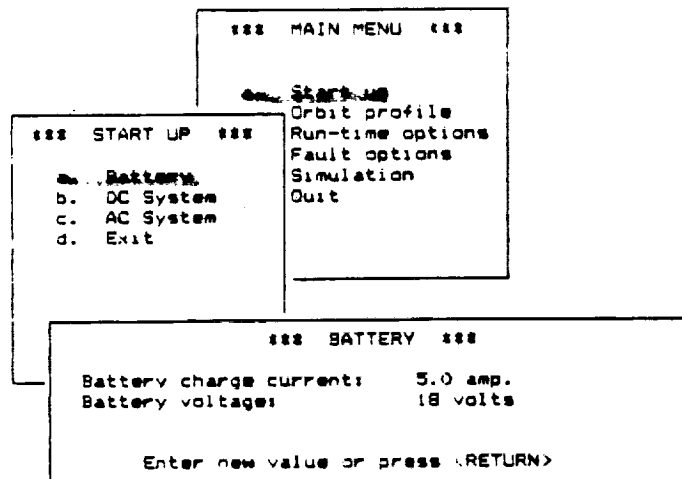 *** MAIN MENU ***
a. Start up
Orbit profile
Run-time options
Fault options
Simulation
Quit
*** START UP ***
a. Battery
b. DC System
c. AC System
d. Exit
*** BATTERY ***
Battery charge current: 5.0 amp.
Battery voltage: 18 volts
Enter new value or press <RETURN>